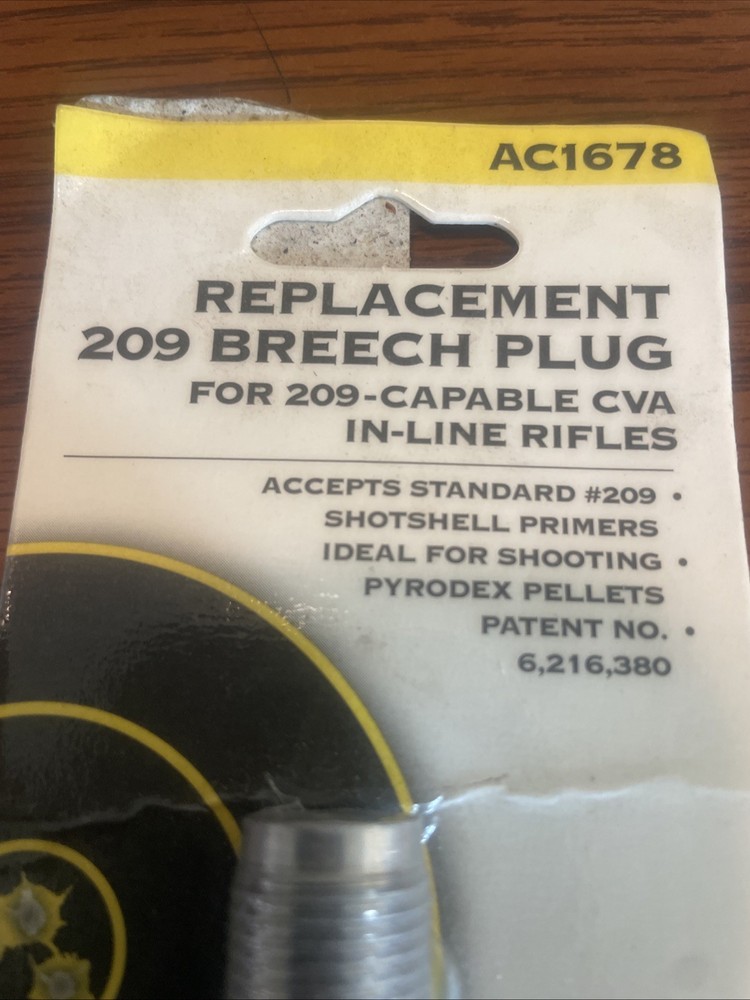 AC1678
REPLACEMENT
209 BREECH PLUG
FOR 209-CAPABLE CVA
IN-LINE RIFLES
ACCEPTS STANDARD #209 •
SHOTSHELL PRIMERS
IDEAL FOR SHOOTING •
PYRODEX PELLETS
PATENT NO. •
6,216,380